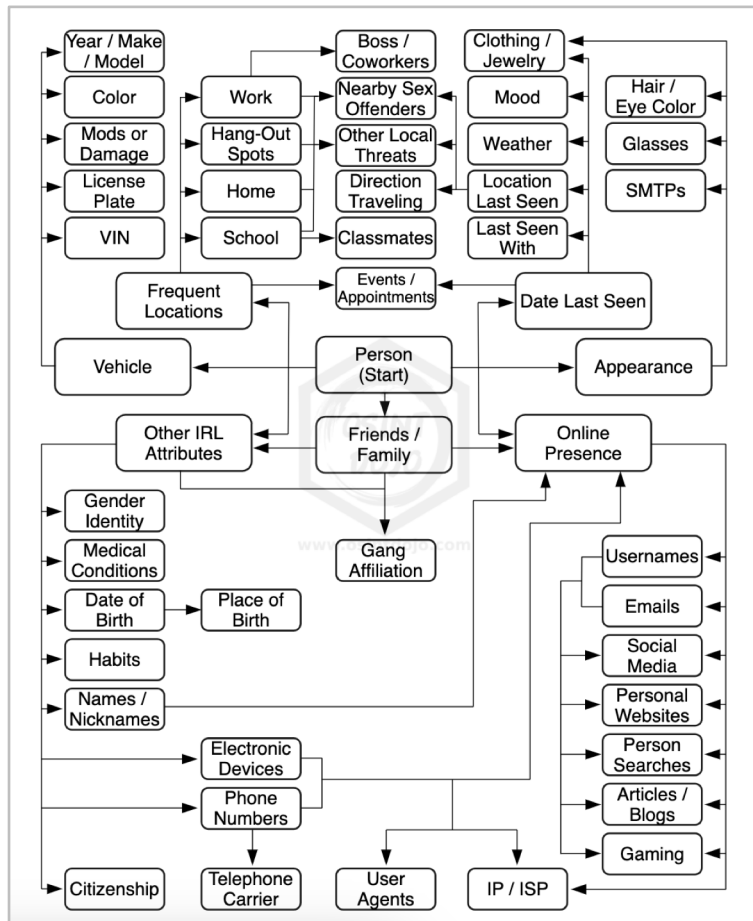 Year / Make
/ Model
Boss /
Coworkers
Clothing /
Jewelry
Color
Work
Nearby Sex
Offenders
Mood
Hair /
Eye Color
Mods or
Damage
Hang-Out
Spots
Other Local
Threats
Weather
Glasses
License
Plate
Home
Direction
Traveling
Location
Last Seen
SMTPs
VIN
School
Classmates
Last Seen
With
Frequent
Locations
Events /
Appointments
Date Last Seen
Vehicle
Person
(Start)
Appearance
Other IRL
Attributes
Friends /
Family
Online
Presence
OSINT
DOJO
Gender
Identity
www.osintdojo.com
Medical
Conditions
Gang
Affiliation
Usernames
Date of
Birth
Place of
Birth
Emails
Habits
Social
Media
Names /
Nicknames
Personal
Websites
Electronic
Devices
Person
Searches
Phone
Numbers
Articles /
Blogs
Gaming
Citizenship
Telephone
Carrier
User
Agents
IP / ISP